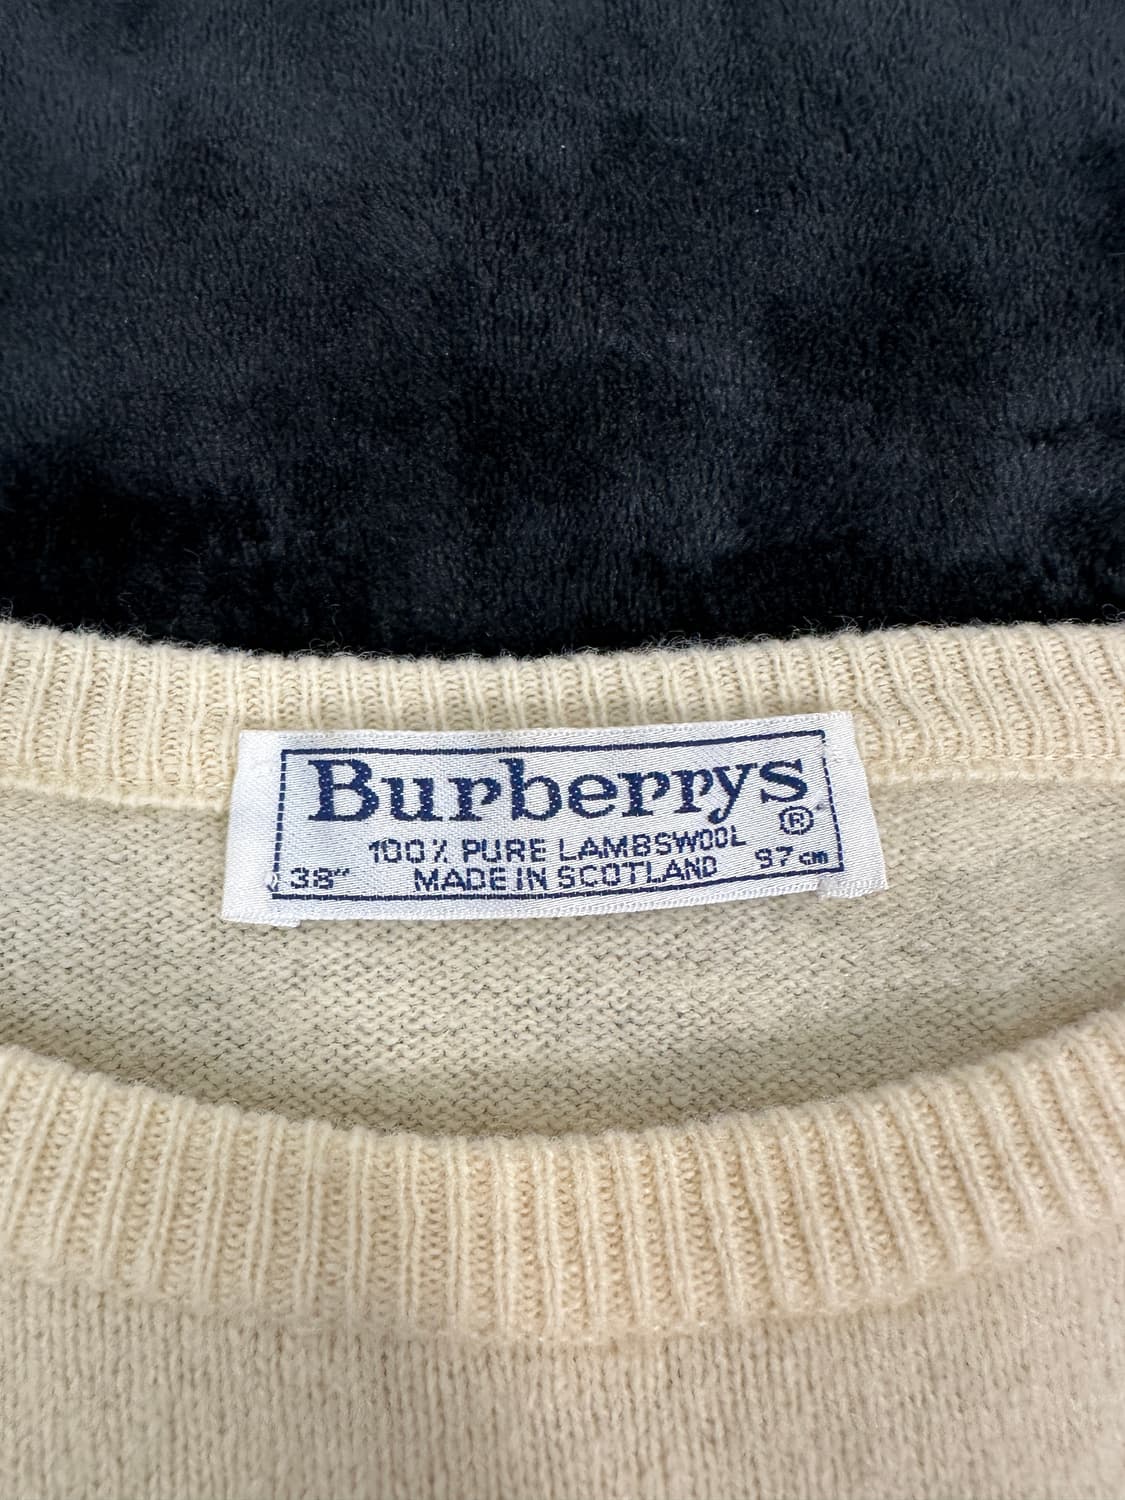 Burberrys
®
100% PURE LAMBSWOOL
38" MADE IN SCOTLAND 97 cm